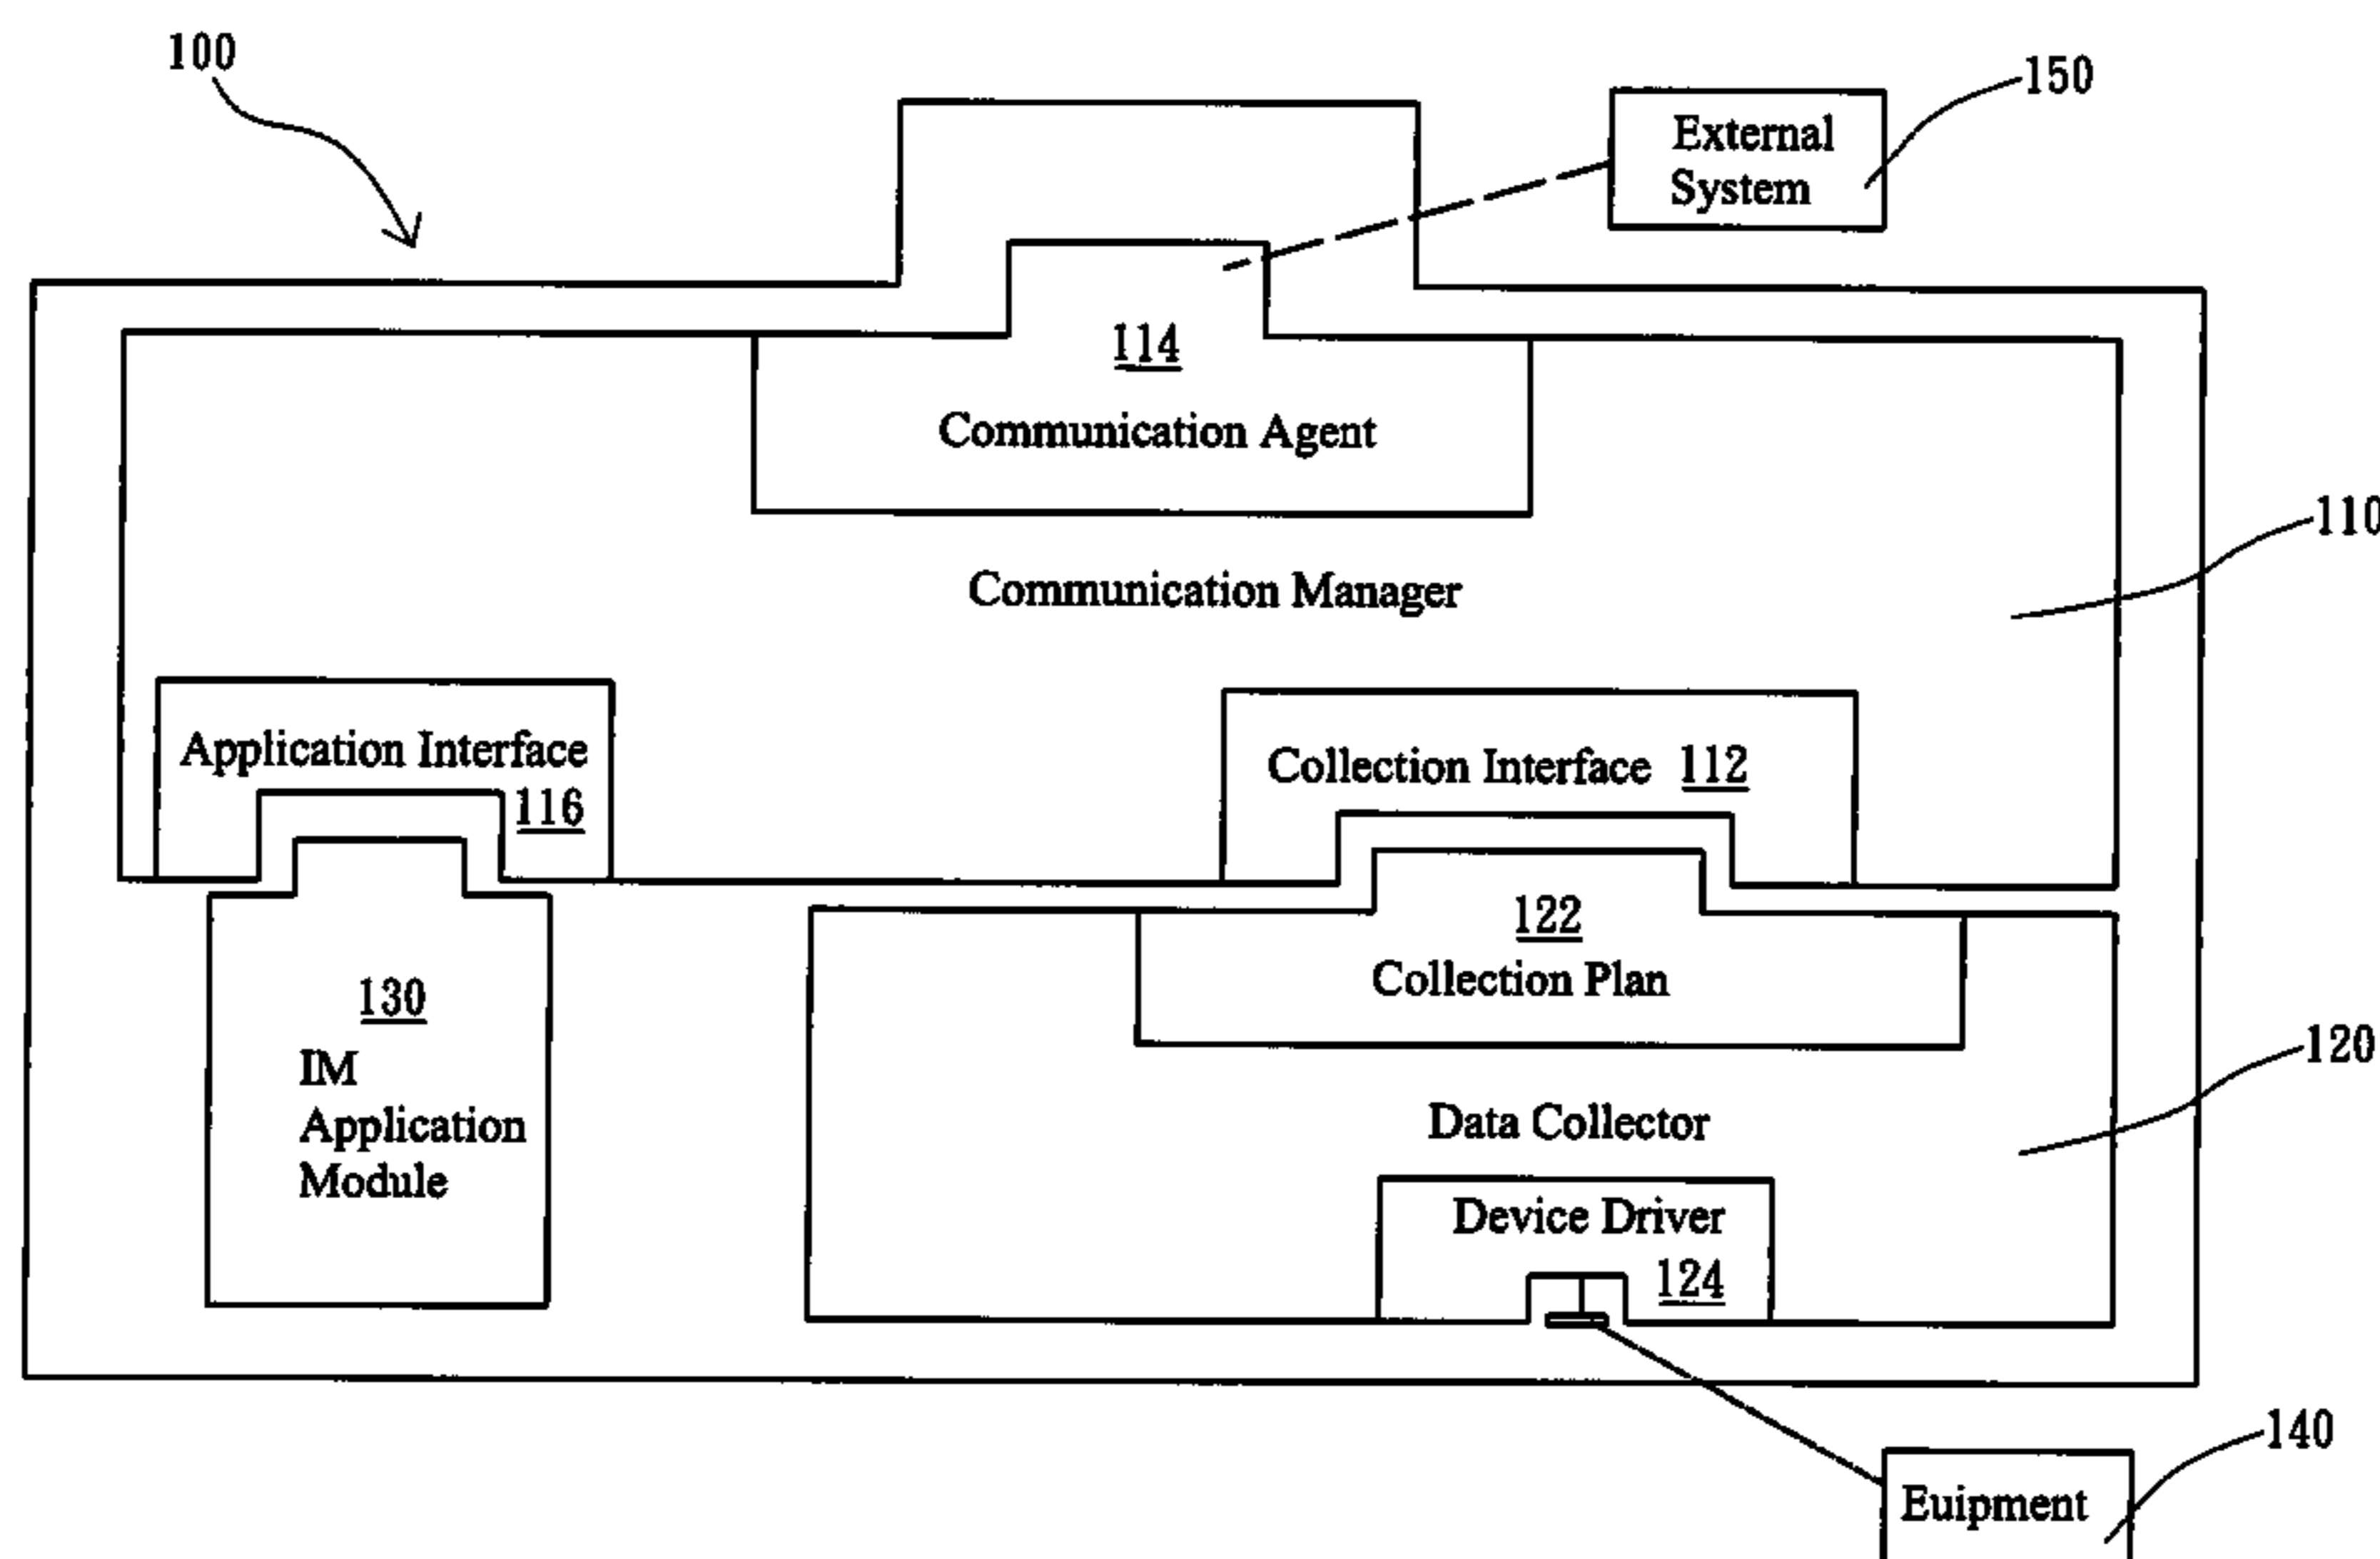 100
150
External
System
114
Communication Agent
110
Communication Manager
Application Interface
116
Collection Interface 112
122
Collection Plan
130
IM
Application
Module
120
Data Collector
Device Driver
124
140
Euipment